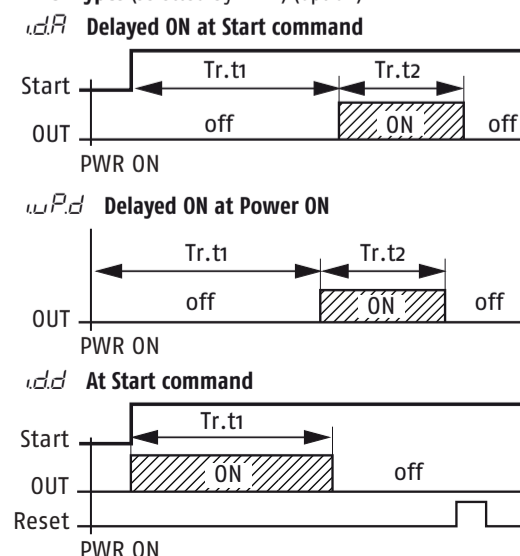 ı.d.A Delayed ON at Start command
Tr.t1 Tr.t2
Start
OUT off ON off
PWR ON
ı.uP.d Delayed ON at Power ON
Tr.t1 Tr.t2
OUT off ON off
PWR ON
ı.d.d At Start command
Tr.t1
Start
OUT ON off
Reset
PWR ON